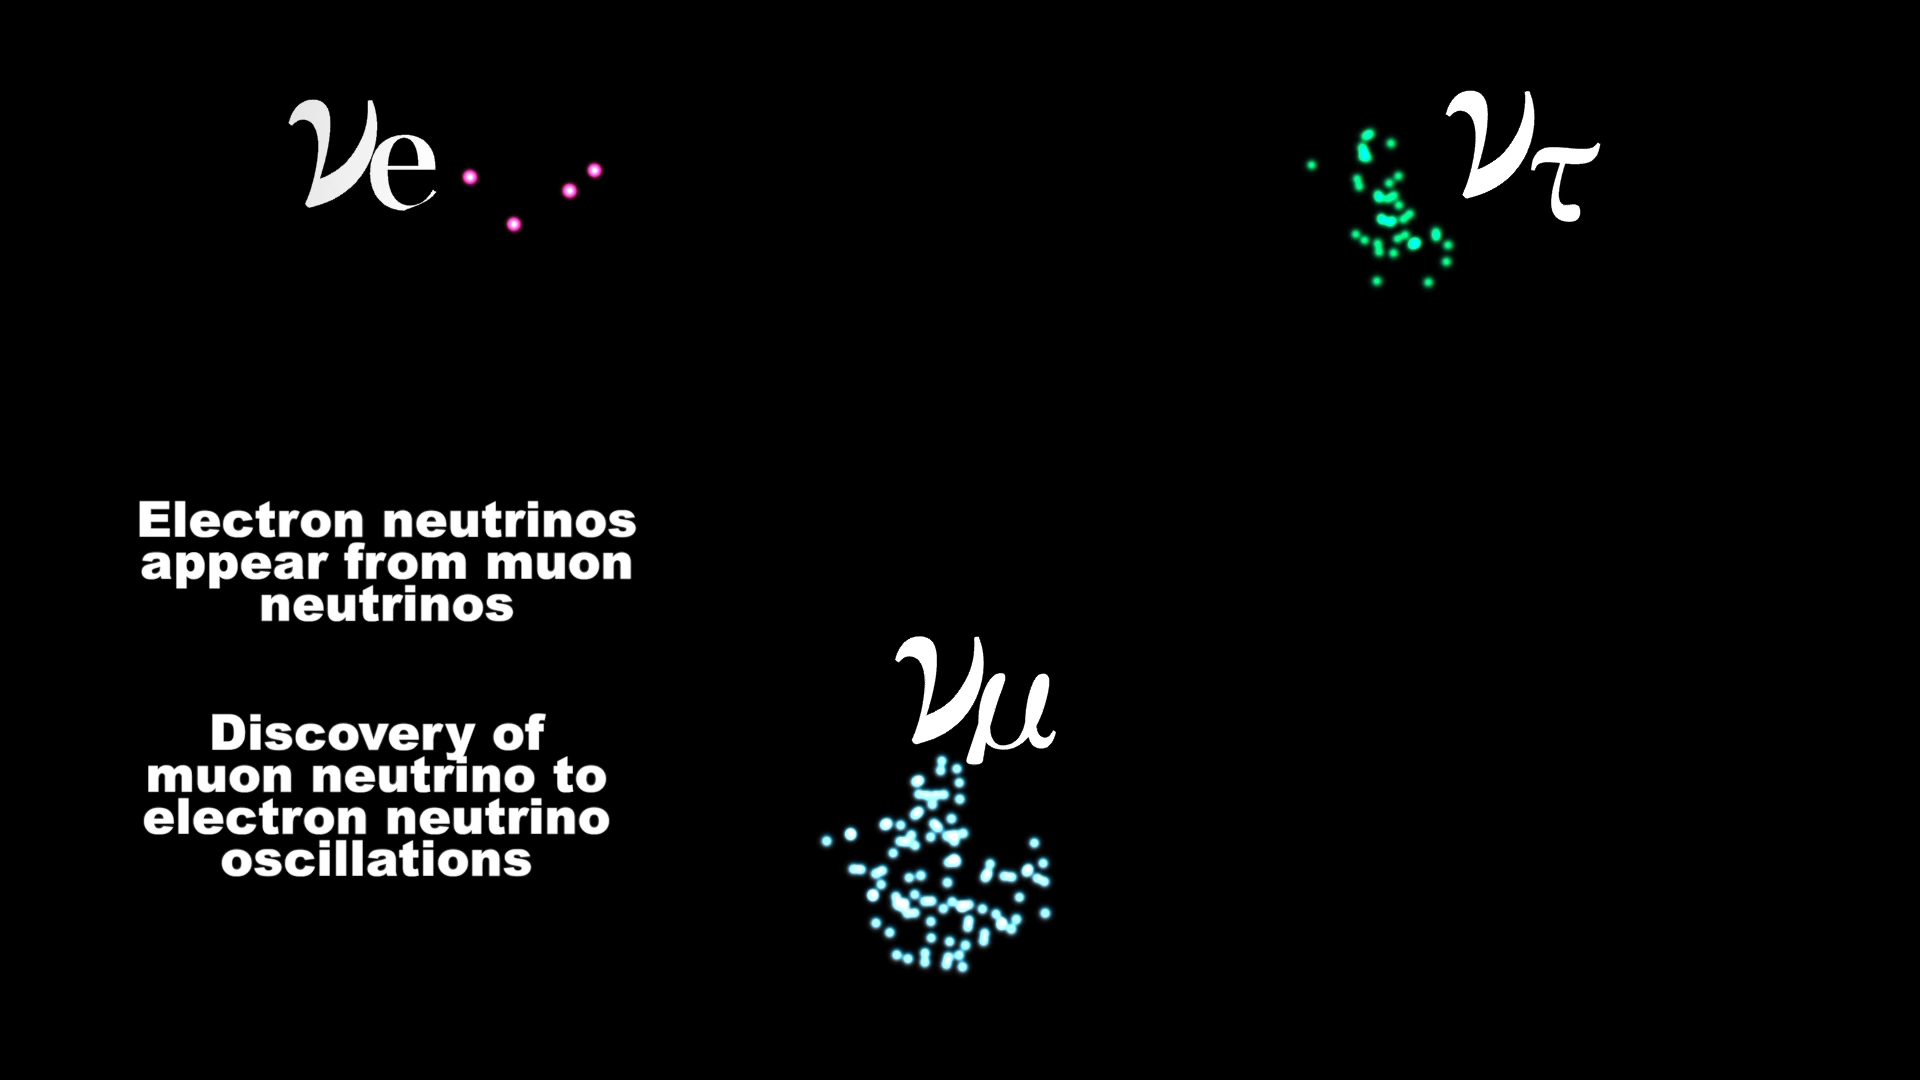 νe
ντ
Electron neutrinos
appear from muon
neutrinos
νμ
Discovery of
muon neutrino to
electron neutrino
oscillations